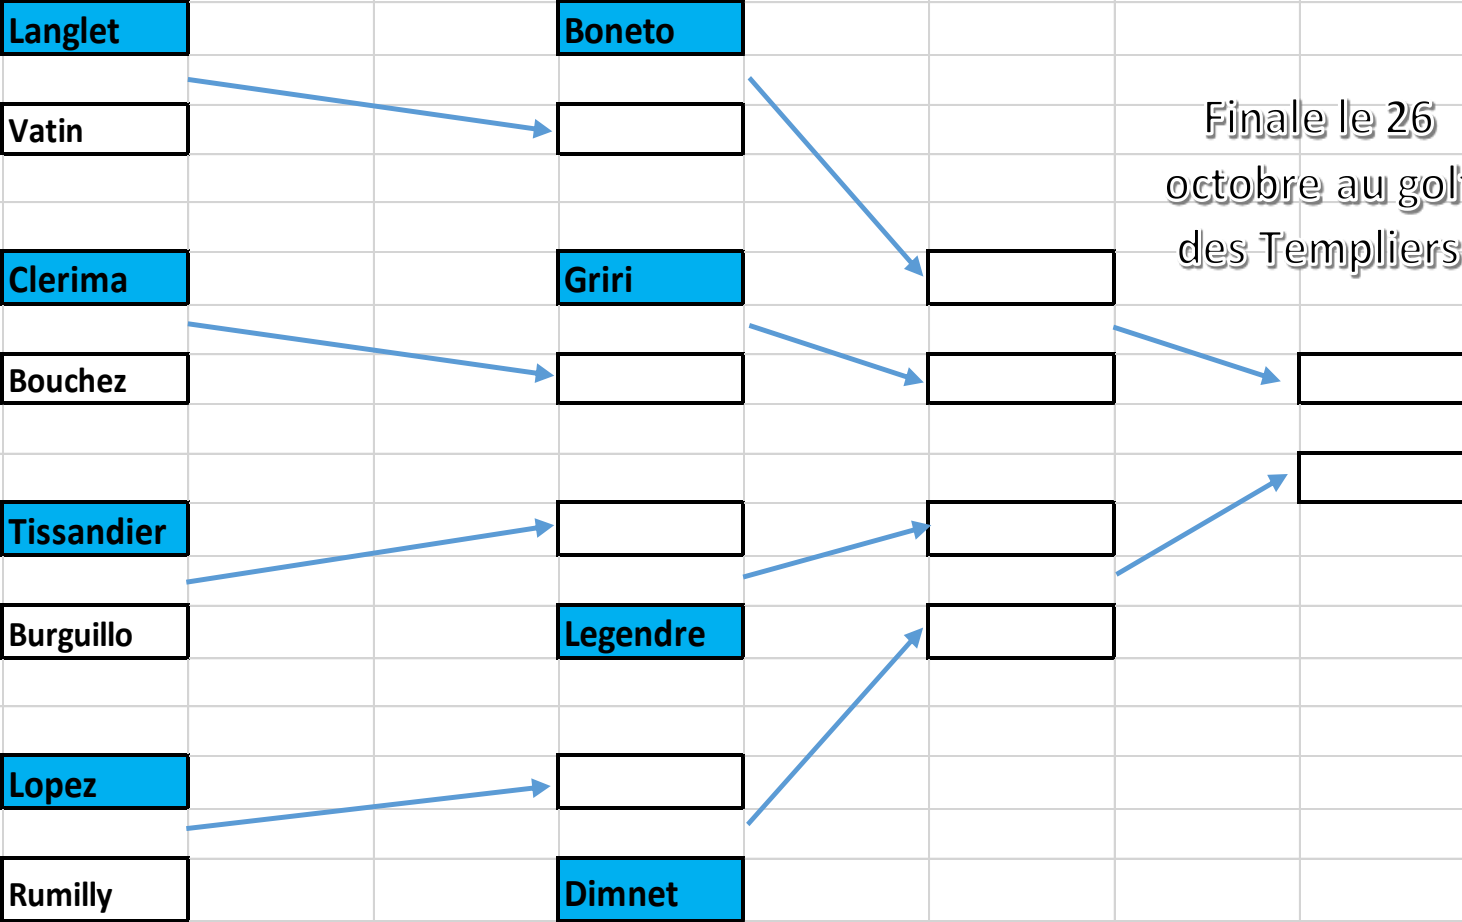 Langlet
Boneto
Vatin
Finale le 26
octobre au golf
des Templiers
Clerima
Griri
Bouchez
Tissandier
Burguillo
Legendre
Lopez
Rumilly
Dimnet